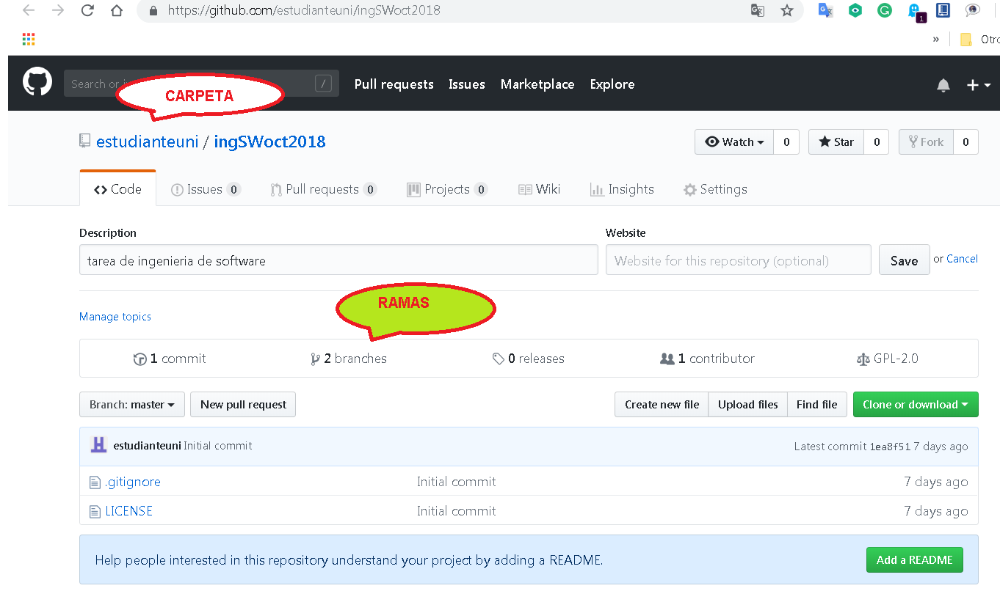 https://github.com/estudianteuni/ingSWoct2018
1
» Otro
Search or / Pull requests Issues Marketplace Explore
CARPETA
estudianteuni / ingSWoct2018 Watch 0 Star 0 Fork 0
Code Issues 0 Pull requests 0 Projects 0 Wiki Insights Settings
Description Website
tarea de ingenieria de software Website for this repository (optional) Save or Cancel
RAMAS
Manage topics
1 commit 2 branches 0 releases 1 contributor GPL-2.0
Branch: master New pull request Create new file Upload files Find file Clone or download
estudianteuni Initial commit Latest commit 1ea8f51 7 days ago
.gitignore Initial commit 7 days ago
LICENSE Initial commit 7 days ago
Help people interested in this repository understand your project by adding a README. Add a README